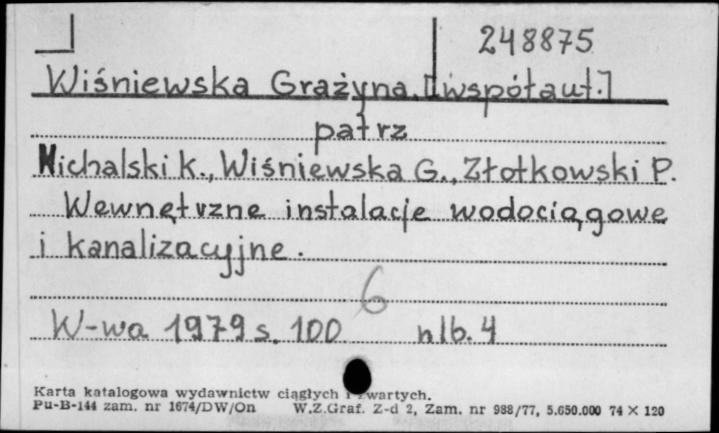 248875
Wiśniewska Grażyna. [współaut.]
patrz
Michalski K., Wiśniewska G., Złotkowski P.
Wewnętrzne instalacje wodociągowe
i kanalizacyjne.
6
W-wa 1979 s. 100 nlb. 4
Karta katalogowa wydawnictw ciągłych i zwartych.
Pu-B-144 zam. nr 1674/DW/On W.Z.Graf. Z-d 2, Zam. nr 988/77, 5.650.000 74 × 120